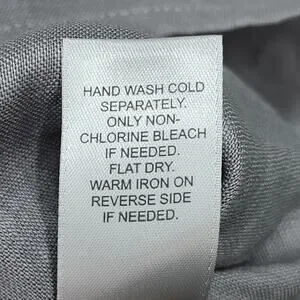 HAND WASH COLD
SEPARATELY.
ONLY NON-
CHLORINE BLEACH
IF NEEDED.
FLAT DRY.
WARM IRON ON
REVERSE SIDE
IF NEEDED.